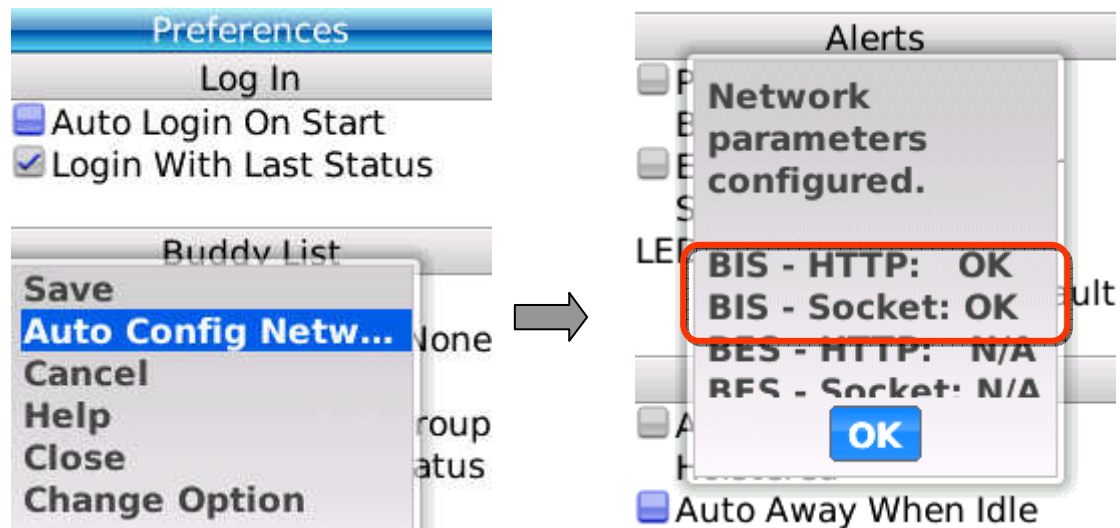 Preferences
Log In
Auto Login On Start
Login With Last Status
Buddy List
Save
Auto Config Netw...
None
Cancel
Help
roup
Close
atus
Change Option
Alerts
P
Network
B
parameters
E
configured.
S
LED
BIS - HTTP: OK
BIS - Socket: OK
ult
BES - HTTP: N/A
BES - Socket: N/A
A
OK
Holstered
Auto Away When Idle